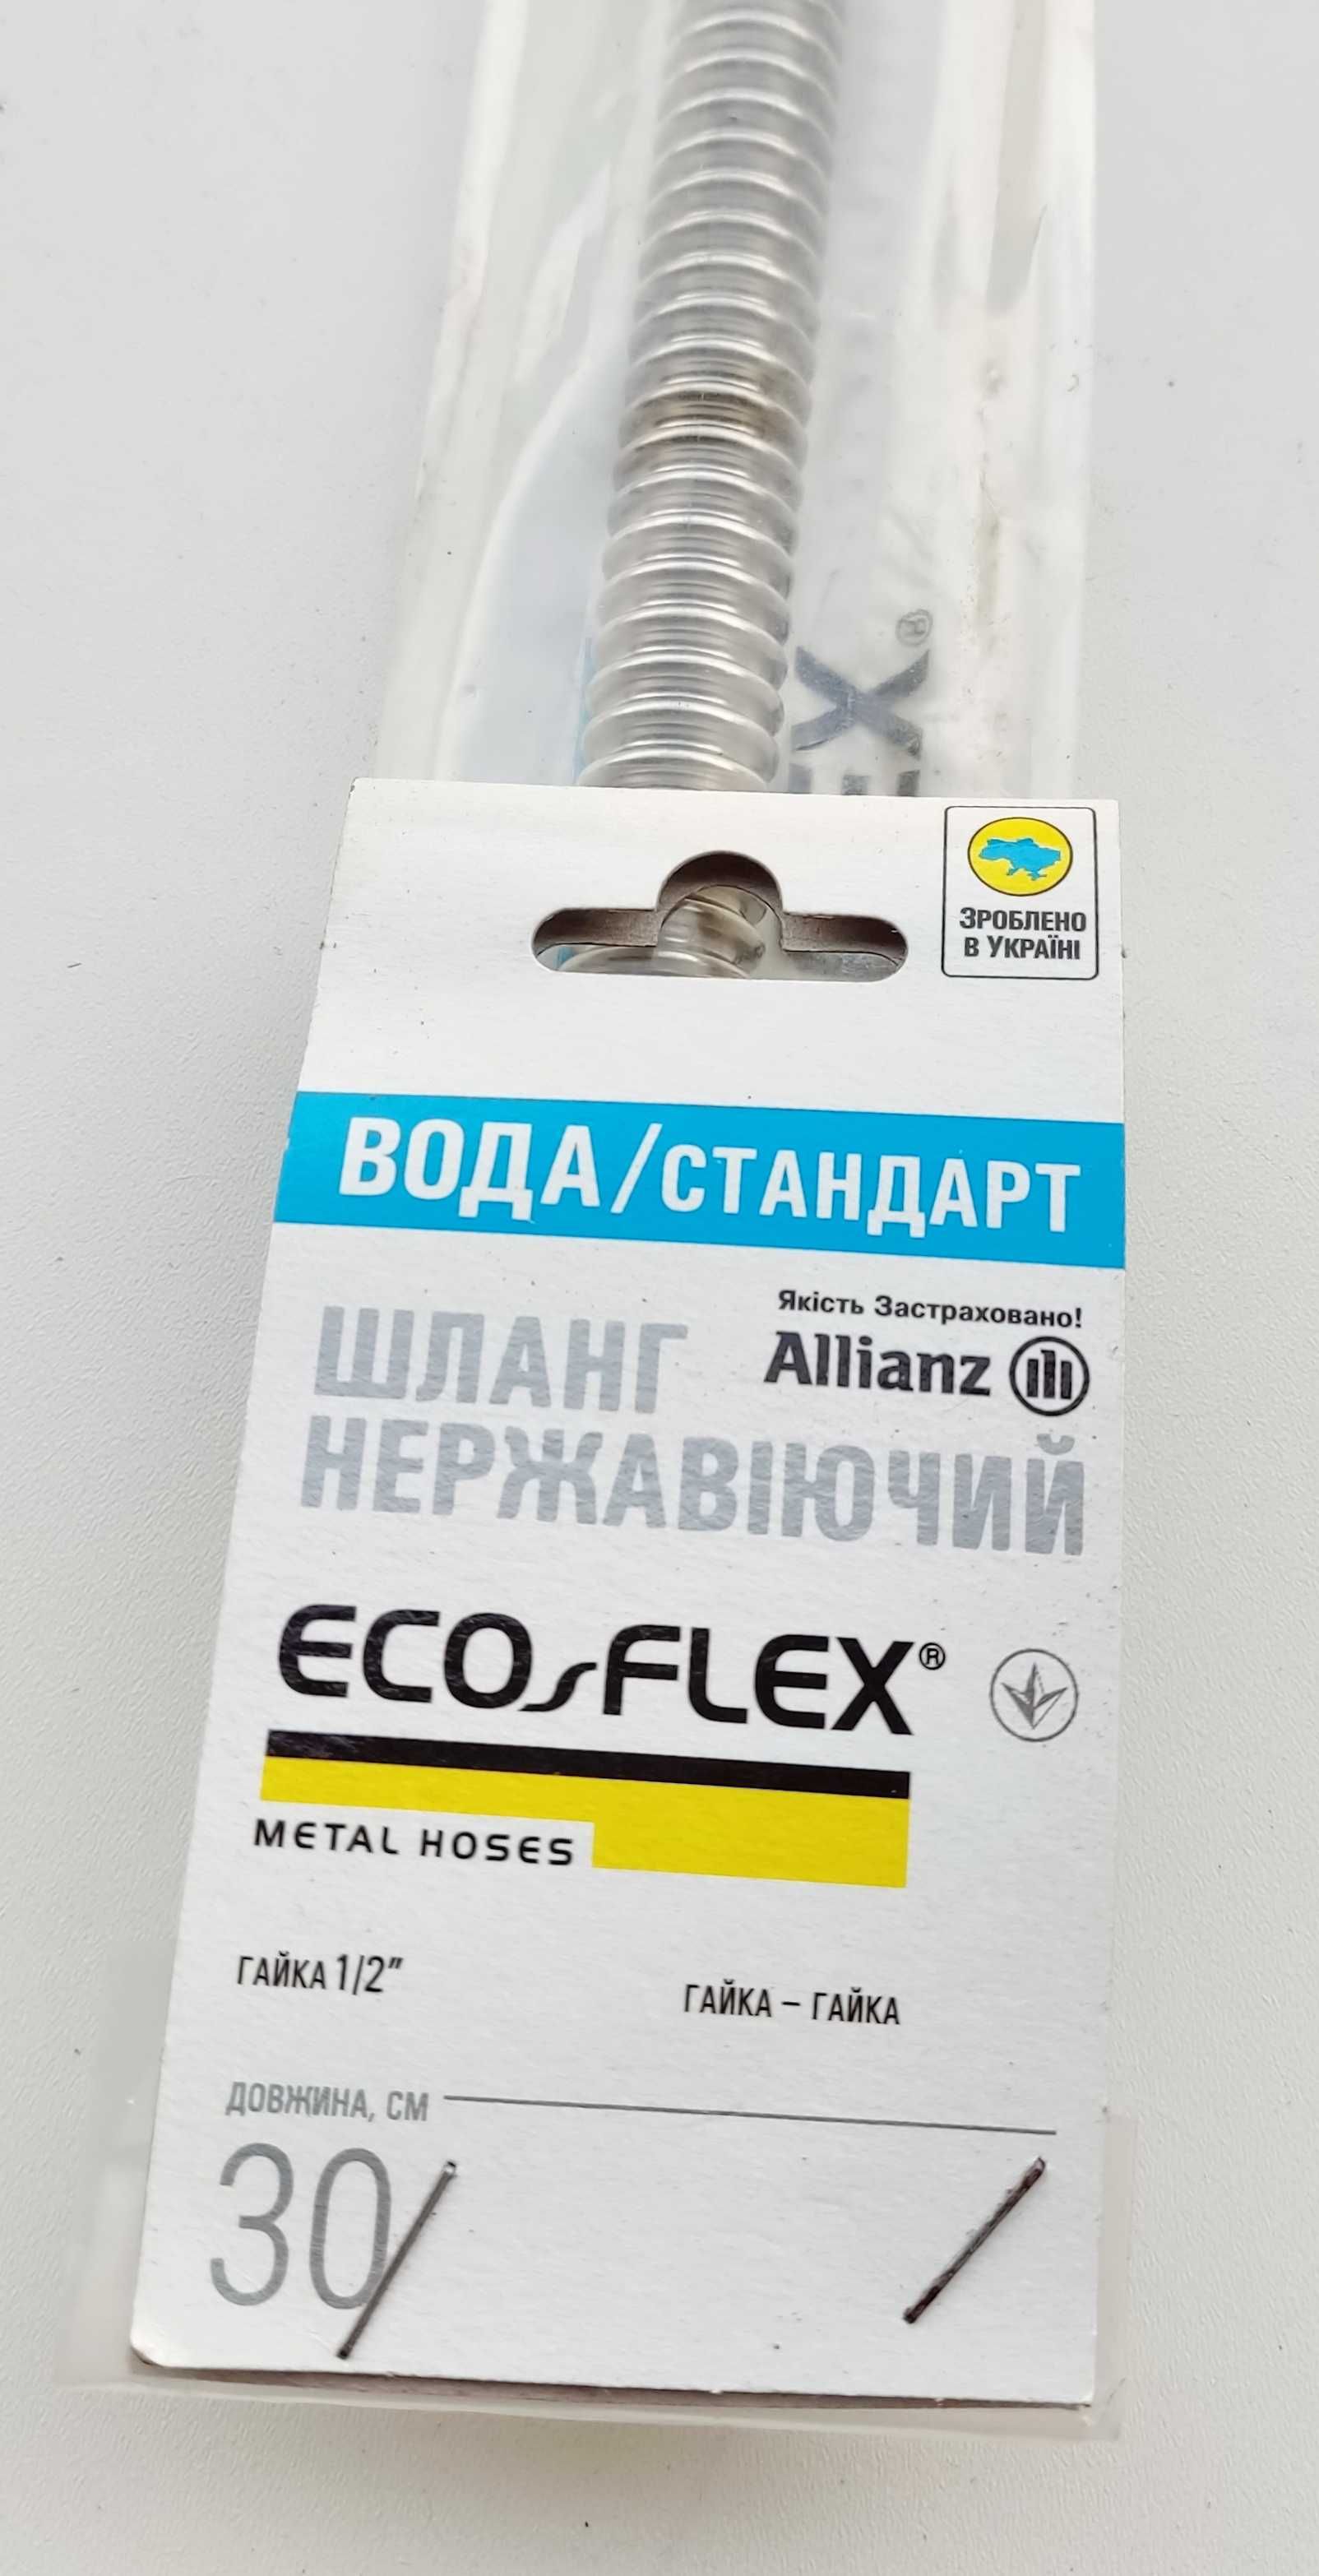 EX®
ЗРОБЛЕНО
В УКРАЇНІ
ВОДА/СТАНДАРТ
Якість Застраховано!
Allianz
ШЛАНГ
НЕРЖАВІЮЧИЙ
ECOFLEX®
METAL HOSES
ГАЙКА 1/2”
ГАЙКА – ГАЙКА
ДОВЖИНА, СМ
30